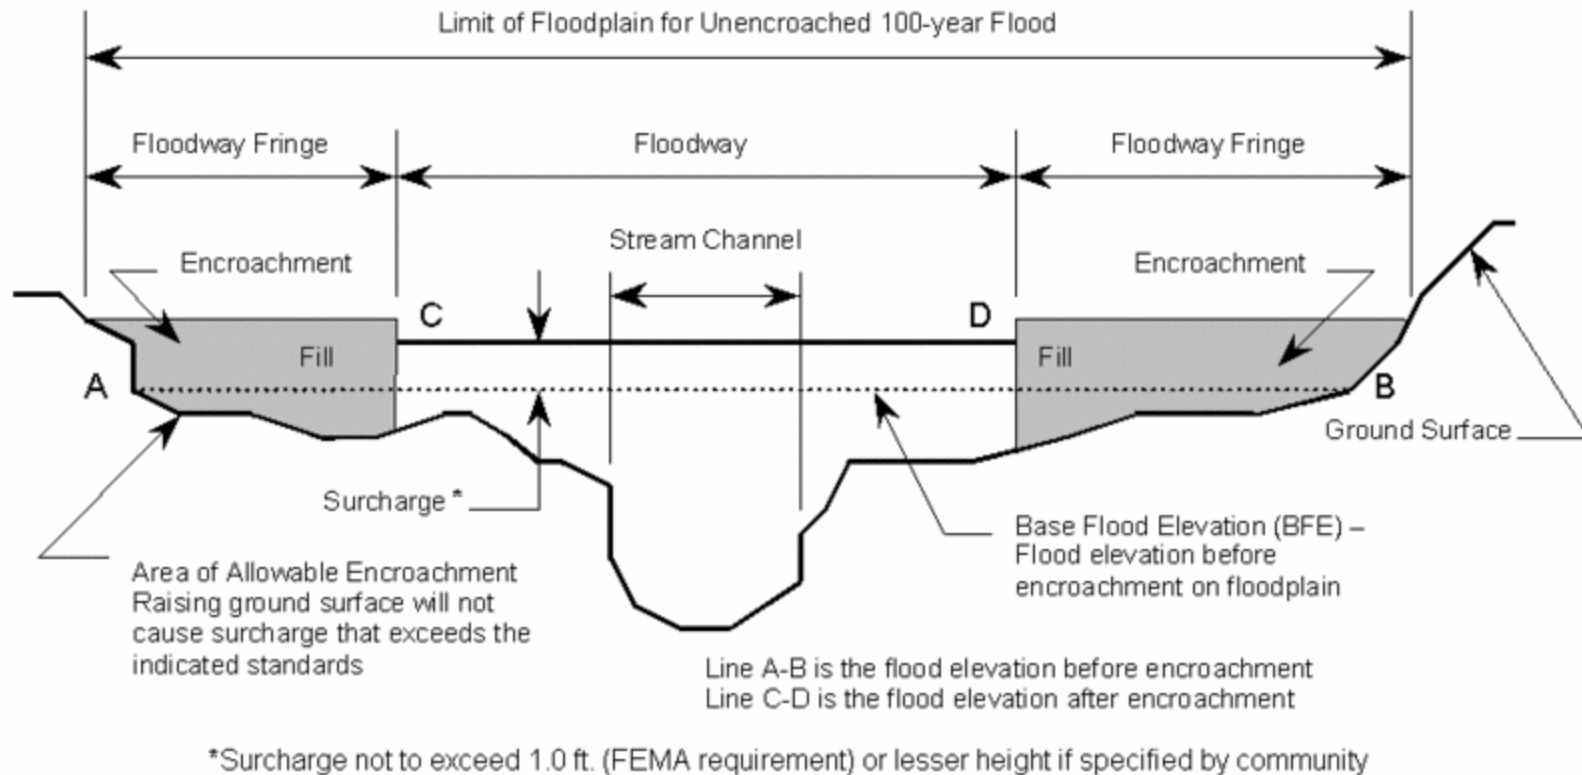 Limit of Floodplain for Unencroached 100-year Flood
Floodway Fringe
Floodway
Floodway Fringe
Stream Channel
Encroachment
Encroachment
C
D
Fill
Fill
A
B
Ground Surface
Surcharge *
Base Flood Elevation (BFE) –
Flood elevation before
encroachment on floodplain
Area of Allowable Encroachment
Raising ground surface will not
cause surcharge that exceeds the
indicated standards
Line A-B is the flood elevation before encroachment
Line C-D is the flood elevation after encroachment
*Surcharge not to exceed 1.0 ft. (FEMA requirement) or lesser height if specified by community